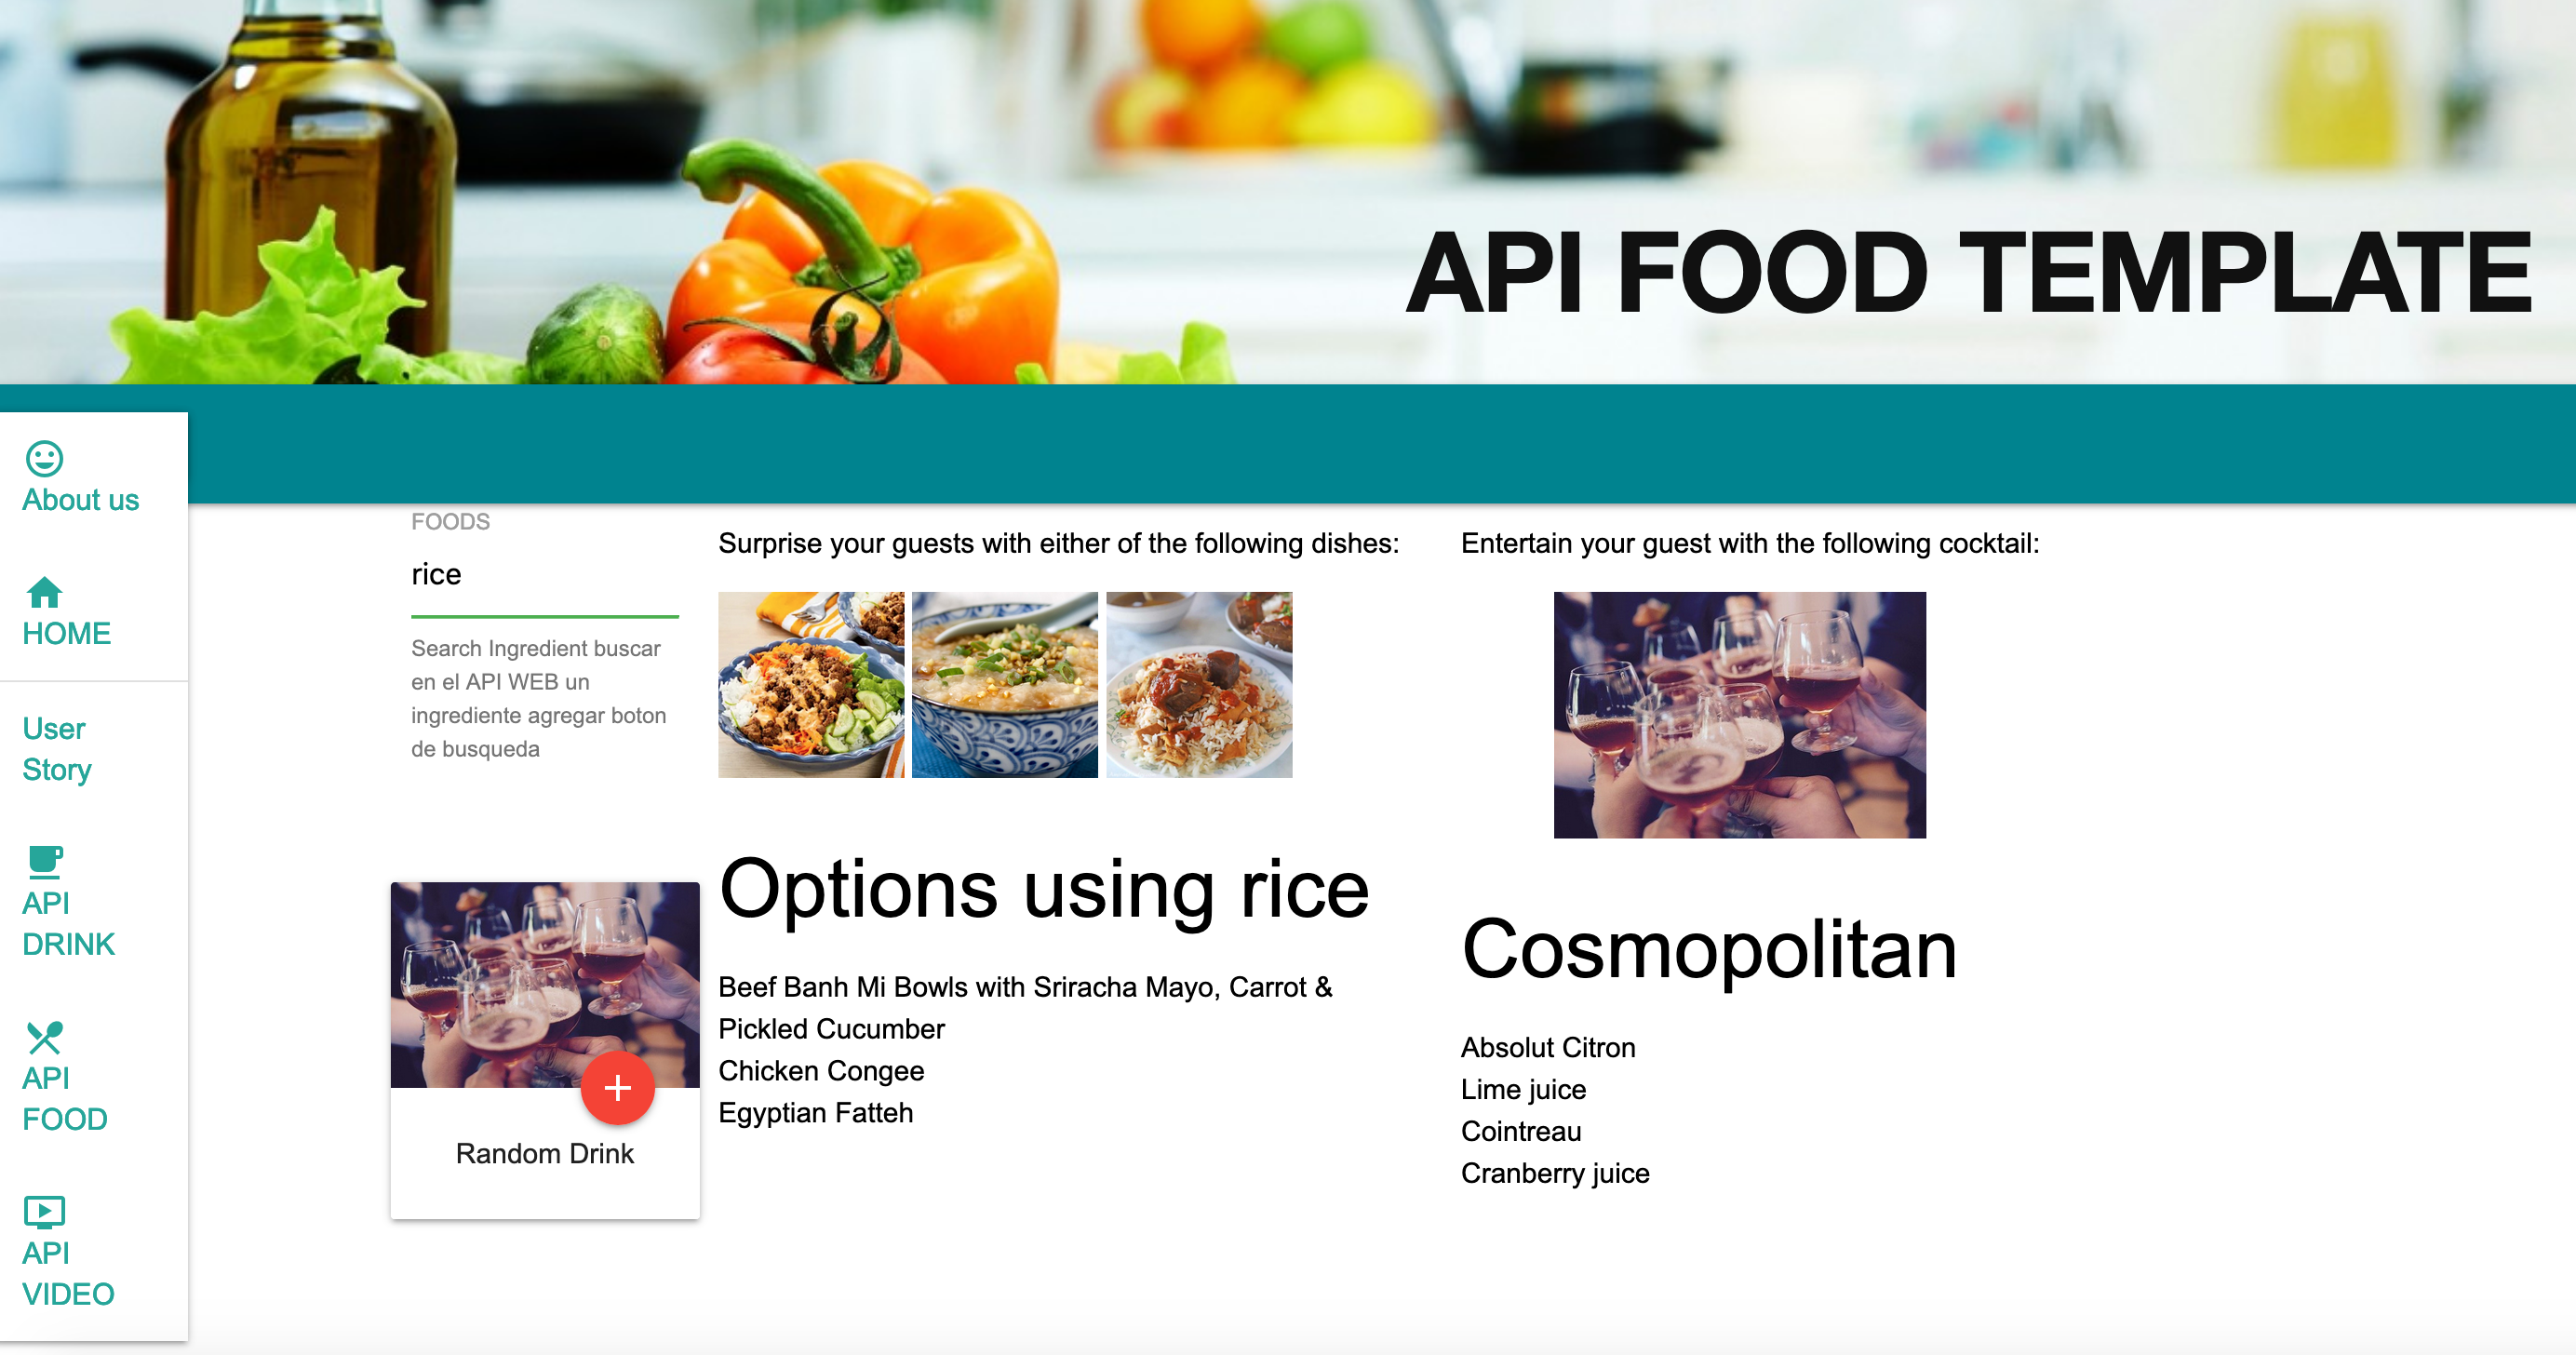 API FOOD TEMPLATE
About us
HOME
User
Story
API
DRINK
API
FOOD
API
VIDEO
FOODS
rice
Search Ingredient buscar
en el API WEB un
ingrediente agregar boton
de busqueda
Random Drink
Surprise your guests with either of the following dishes:
Options using rice
Beef Banh Mi Bowls with Sriracha Mayo, Carrot &
Pickled Cucumber
Chicken Congee
Egyptian Fatteh
Entertain your guest with the following cocktail:
Cosmopolitan
Absolut Citron
Lime juice
Cointreau
Cranberry juice